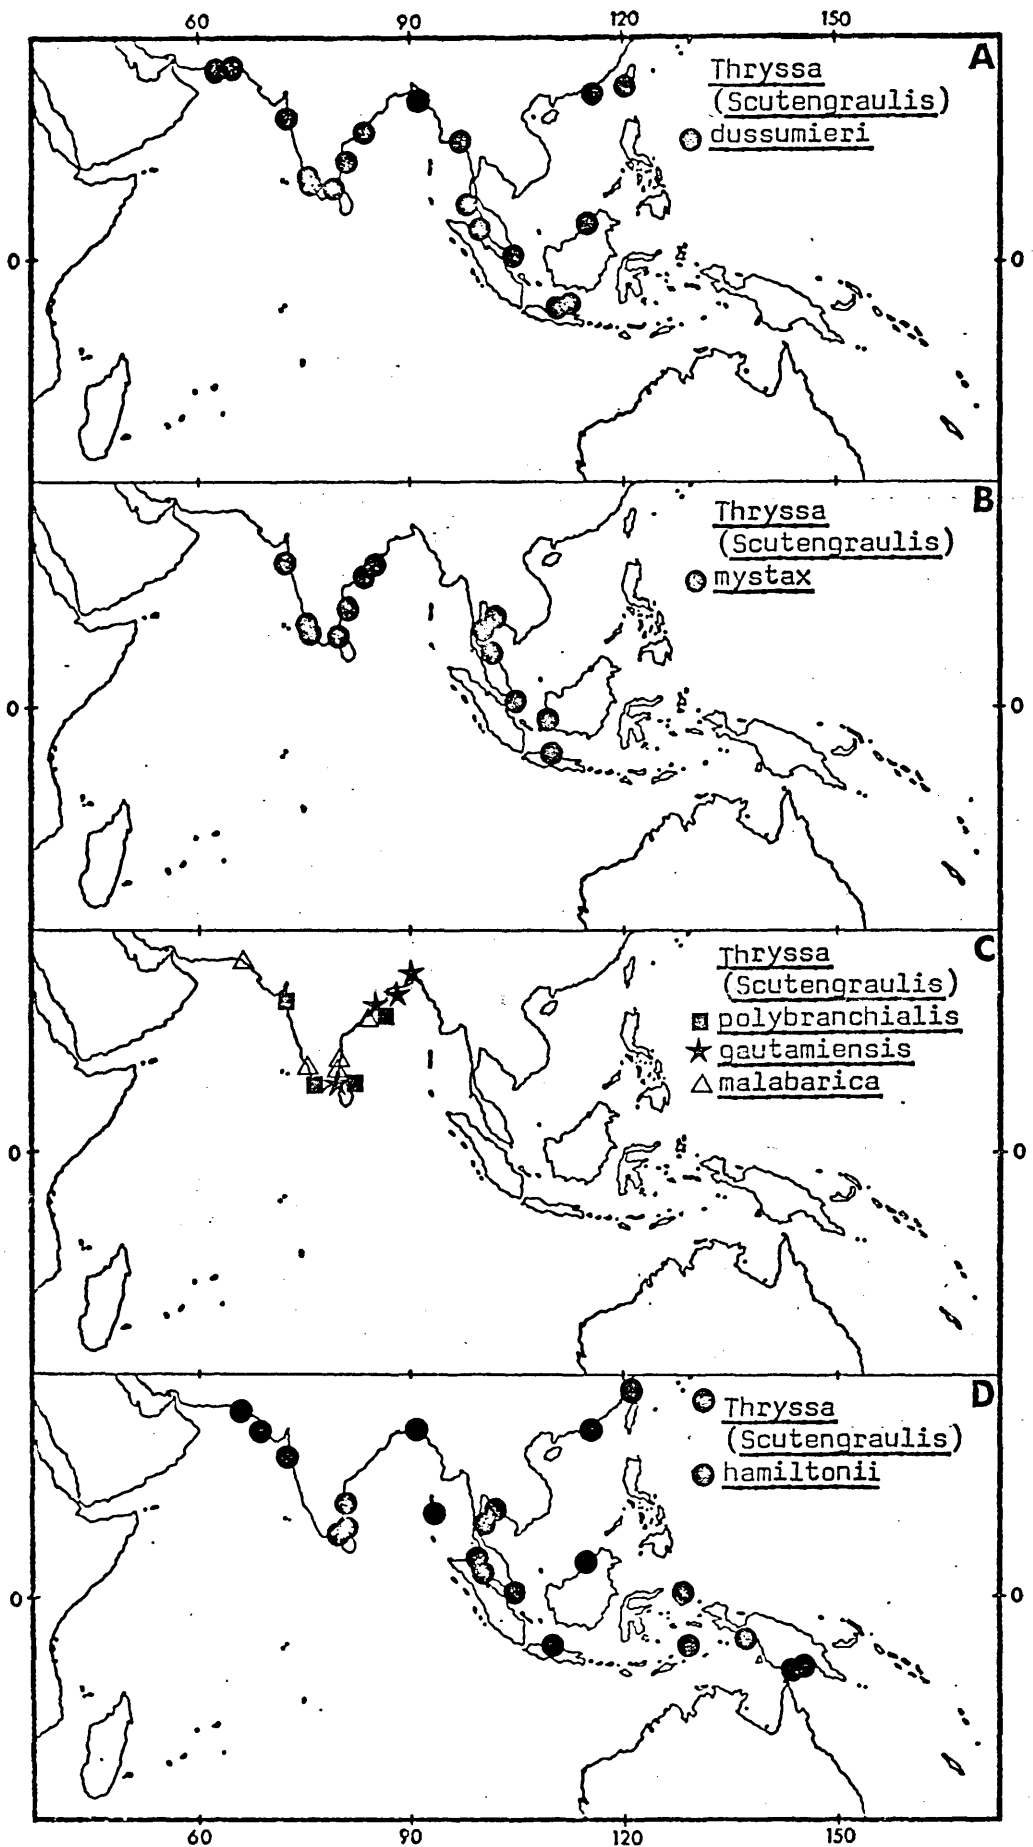 60 90 120 150
A
Thryssa
(Scutengraulis)
dussumieri
0 0
B
Thryssa
(Scutengraulis)
mystax
0 0
C
Thryssa
(Scutengraulis)
polybranchialis
gautamiensis
malabarica
0 0
D
Thryssa
(Scutengraulis)
hamiltonii
0 0
60 90 120 150